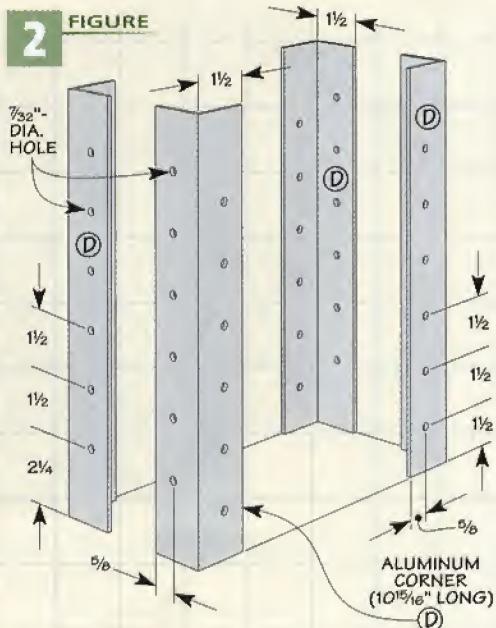 2 FIGURE
1½
1½
7/32"-
DIA.
HOLE
D
D
D
1½
1½
2¼
1½
1½
1½
5/8
5/8
ALUMINUM
CORNER
(10 15/16" LONG)
D